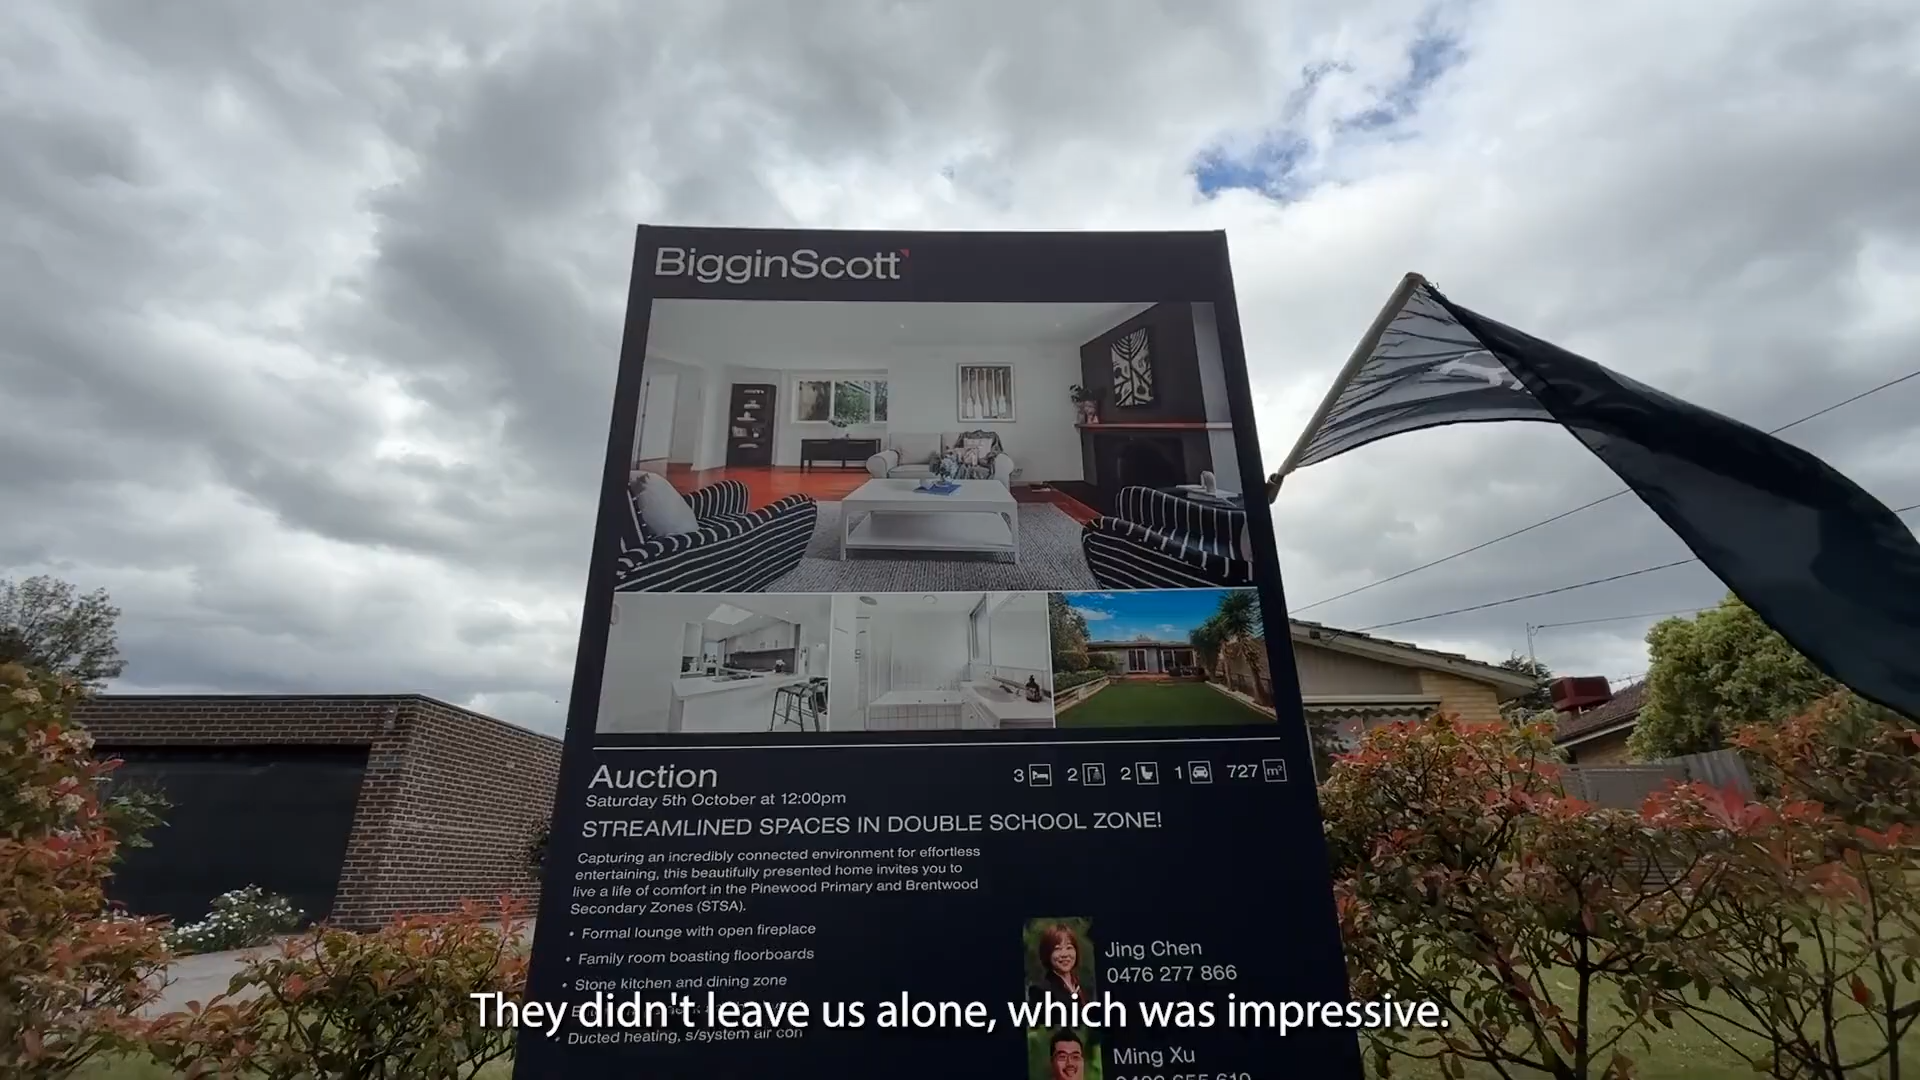 BigginScott
Auction
3 2 2 1 727 m²
Saturday 5th October at 12:00pm
STREAMLINED SPACES IN DOUBLE SCHOOL ZONE!
Capturing an incredibly connected environment for effortless
entertaining, this beautifully presented home invites you to
live a life of comfort in the Pinewood Primary and Brentwood
Secondary Zones (STSA).
• Formal lounge with open fireplace
• Family room boasting floorboards
• Stone kitchen and dining zone
• Ducted heating, s/system air con
Jing Chen
0476 277 866
Ming Xu
They didn't leave us alone, which was impressive.